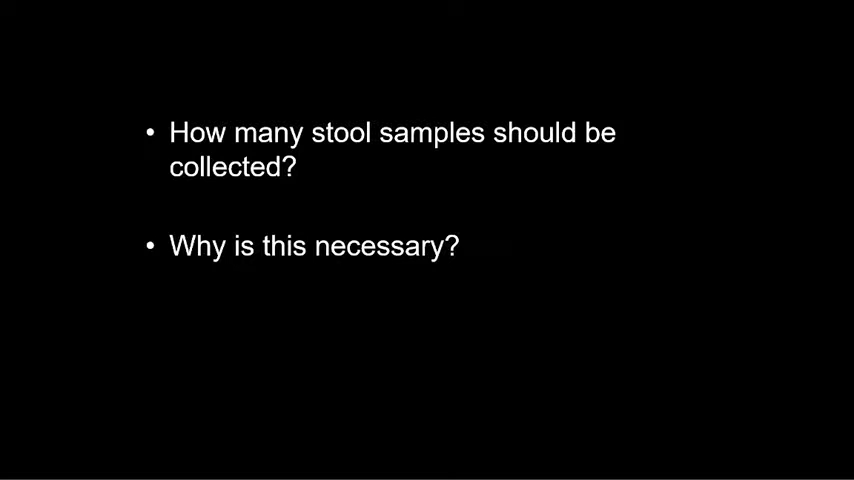 • How many stool samples should be
collected?
• Why is this necessary?